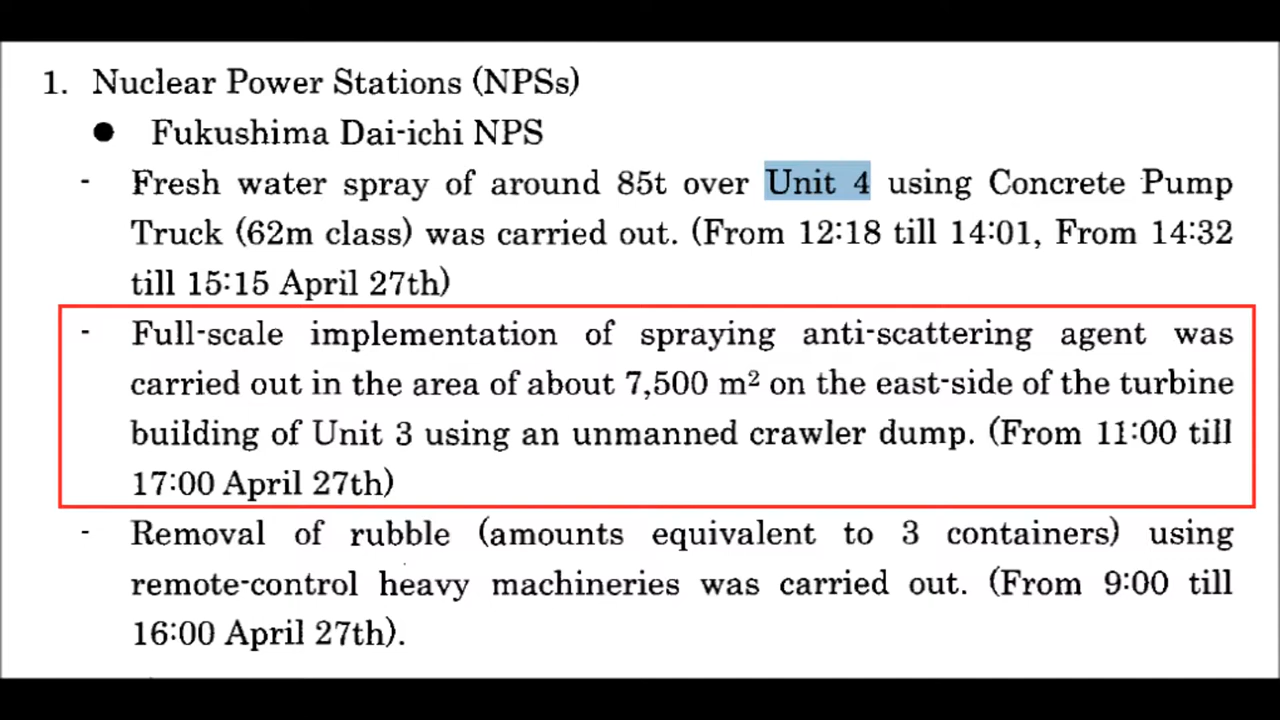 1. Nuclear Power Stations (NPSs)
● Fukushima Dai-ichi NPS
- Fresh water spray of around 85t over Unit 4 using Concrete Pump
Truck (62m class) was carried out. (From 12:18 till 14:01, From 14:32
till 15:15 April 27th)
- Full-scale implementation of spraying anti-scattering agent was
carried out in the area of about 7,500 m² on the east-side of the turbine
building of Unit 3 using an unmanned crawler dump. (From 11:00 till
17:00 April 27th)
- Removal of rubble (amounts equivalent to 3 containers) using
remote-control heavy machineries was carried out. (From 9:00 till
16:00 April 27th).